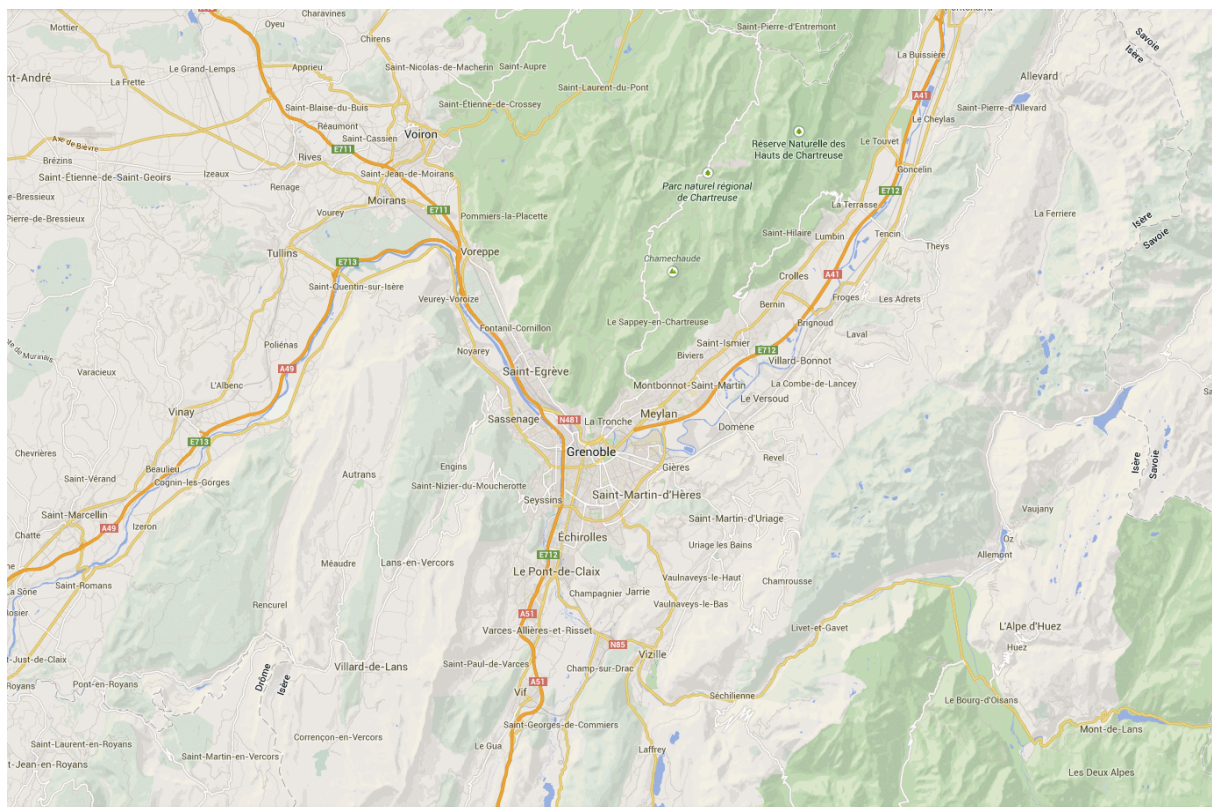 Mottier
Oyeu
Charavines
Chirens
Saint-Pierre-d'Entremont
Savoie
Isère
La Buissière
Allevard
nt-André
Le Grand-Lemps
Apprieu
Saint-Nicolas-de-Macherin
Saint-Aupre
La Frette
Saint-Laurent-du-Pont
A41
Saint-Pierre-d'Allevard
Saint-Blaise-du-Buis
Saint-Étienne-de-Crossey
Le Cheylas
Réaumont
Voiron
Axe de Bièvre
Saint-Cassien
E711
Réserve Naturelle des
Hauts de Chartreuse
Le Touvet
Brézins
Rives
Izeaux
Saint-Étienne-de-Saint-Geoirs
Saint-Jean-de-Moirans
Goncelin
Renage
Parc naturel régional
de Chartreuse
E712
e-Bressieux
Moirans
La Terrasse
Pierre-de-Bressieux
Vourey
E711
Pommiers-la-Placette
La Ferriere
Isère
Savoie
Saint-Hilaire
Lumbin
Tencin
Theys
Tullins
Voreppe
E713
Chamechaude
Crolles
A41
Saint-Quentin-sur-Isère
Veurey-Voroize
Bernin
Froges
Les Adrets
Fontanil-Cornillon
Le Sappey-en-Chartreuse
Brignoud
Laval
Poliénas
Noyarey
Saint-Ismier
E712
Biviers
Villard-Bonnot
Varacieux
A49
Saint-Egrève
L'Albenc
Montbonnot-Saint-Martin
La Combe-de-Lancey
Le Versoud
Vinay
Sassenage
N481
La Tronche
Meylan
Domène
E713
Grenoble
Chevrières
Revel
Beaulieu
Engins
Gières
Isère
Savoie
Saint-Vérand
Autrans
Cognin-les-Gorges
Saint-Nizier-du-Moucherotte
Seyssins
Saint-Martin-d'Hères
Vaujany
Saint-Marcellin
A49
Izeron
Saint-Martin-d'Uriage
Chatte
Échirolles
Uriage les Bains
Oz
E712
Allemont
Méaudre
Lans-en-Vercors
Le Pont-de-Claix
Vaulnaveys-le-Haut
Chamrousse
La Sône
Saint-Romans
Champagnier
Jarrie
Rencurel
Vaulnaveys-le-Bas
A51
Varces-Allières-et-Risset
Livet-et-Gavet
L'Alpe d'Huez
N85
Huez
t-Just-de-Claix
Villard-de-Lans
Saint-Paul-de-Varces
Champ-sur-Drac
Vizille
Drôme
Isère
Royans
Pont-en-Royans
A51
Vif
Séchilienne
Le Bourg-d'Oisans
Saint-Georges-de-Commiers
Mont-de-Lans
Saint-Laurent-en-Royans
Corrençon-en-Vercors
Le Gua
Laffrey
Saint-Martin-en-Vercors
t-Jean-en-Royans
Les Deux Alpes